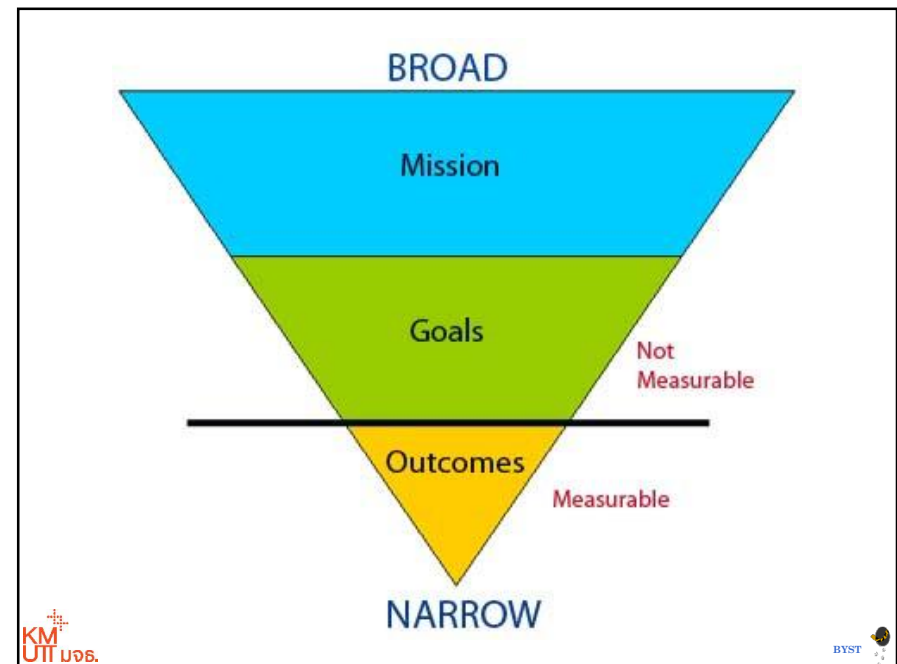 BROAD
Mission
Goals
Not
Measurable
Outcomes
Measurable
NARROW
KM
UTT มจธ.
BYST